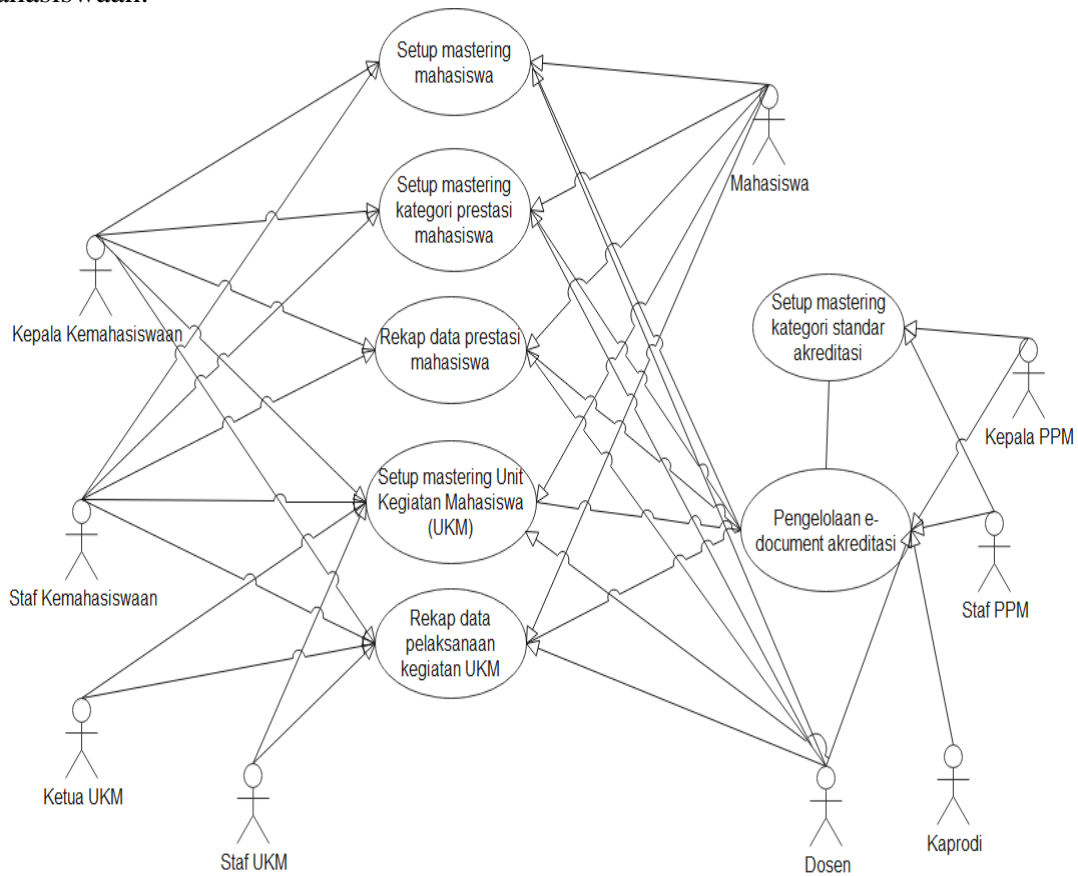 ahasiswaan.
Setup mastering
mahasiswa
Mahasiswa
Setup mastering
kategori prestasi
mahasiswa
Kepala Kemahasiswaan
Setup mastering
kategori standar
akreditasi
Rekap data prestasi
mahasiswa
Kepala PPM
Setup mastering Unit
Kegiatan Mahasiswa
(UKM)
Pengelolaan e-
document akreditasi
Staf Kemahasiswaan
Staf PPM
Rekap data
pelaksanaan
kegiatan UKM
Ketua UKM
Staf UKM
Dosen
Kaprodi